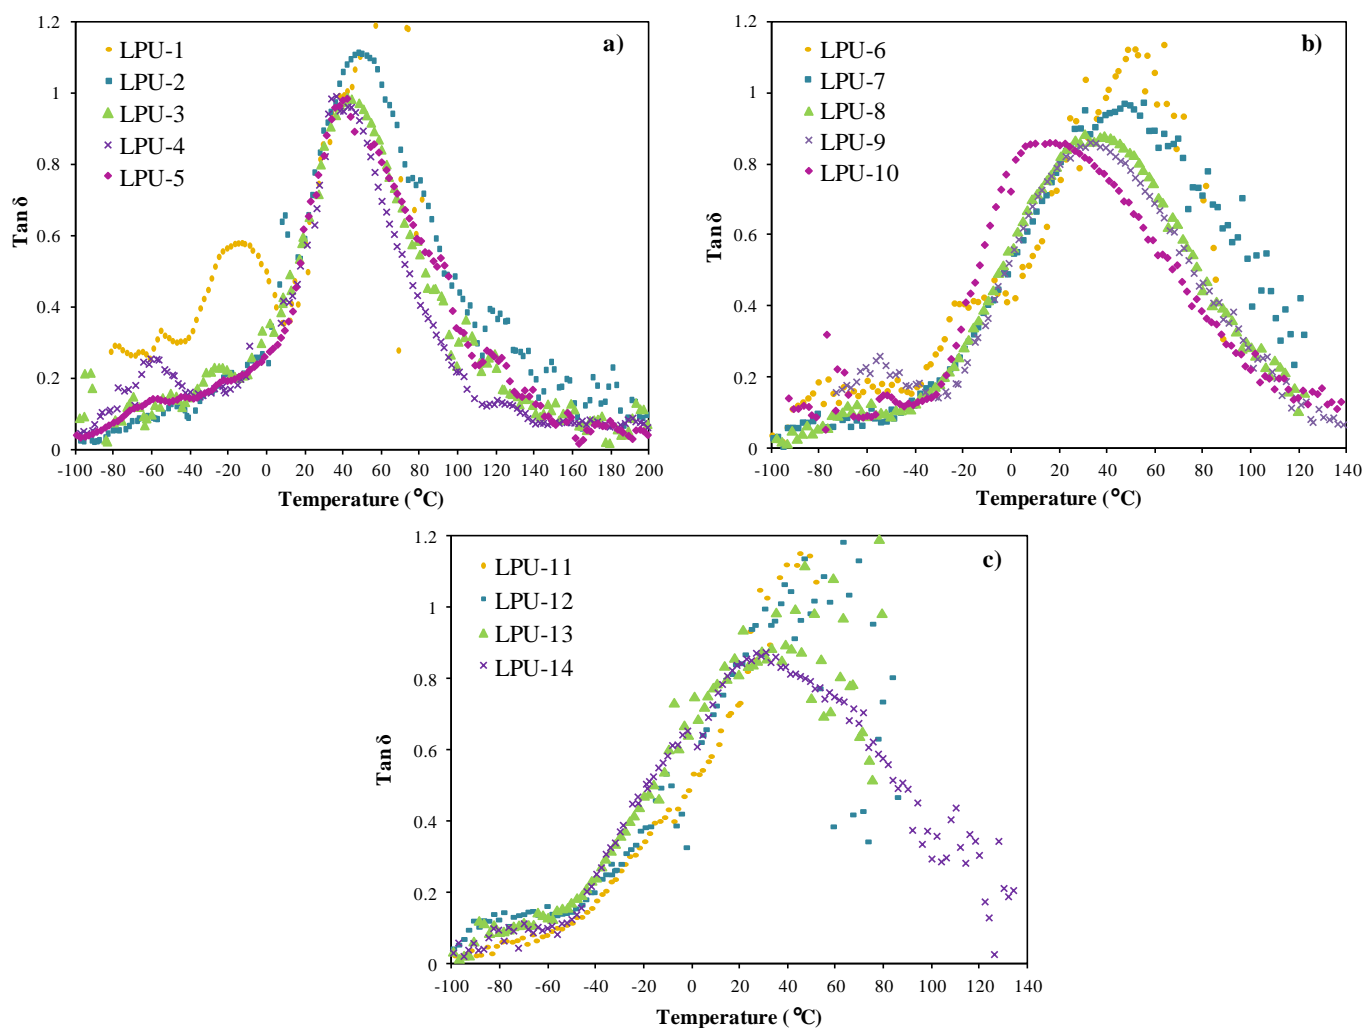 a)
LPU-1
LPU-2
LPU-3
LPU-4
LPU-5
Tan δ
1.2
1
0.8
0.6
0.4
0.2
0
-100 -80 -60 -40 -20 0 20 40 60 80 100 120 140 160 180 200
Temperature (°C)
b)
LPU-6
LPU-7
LPU-8
LPU-9
LPU-10
Tan δ
1.2
1
0.8
0.6
0.4
0.2
0
-100 -80 -60 -40 -20 0 20 40 60 80 100 120 140
Temperature (°C)
c)
LPU-11
LPU-12
LPU-13
LPU-14
Tan δ
1.2
1
0.8
0.6
0.4
0.2
0
-100 -80 -60 -40 -20 0 20 40 60 80 100 120 140
Temperature (°C)